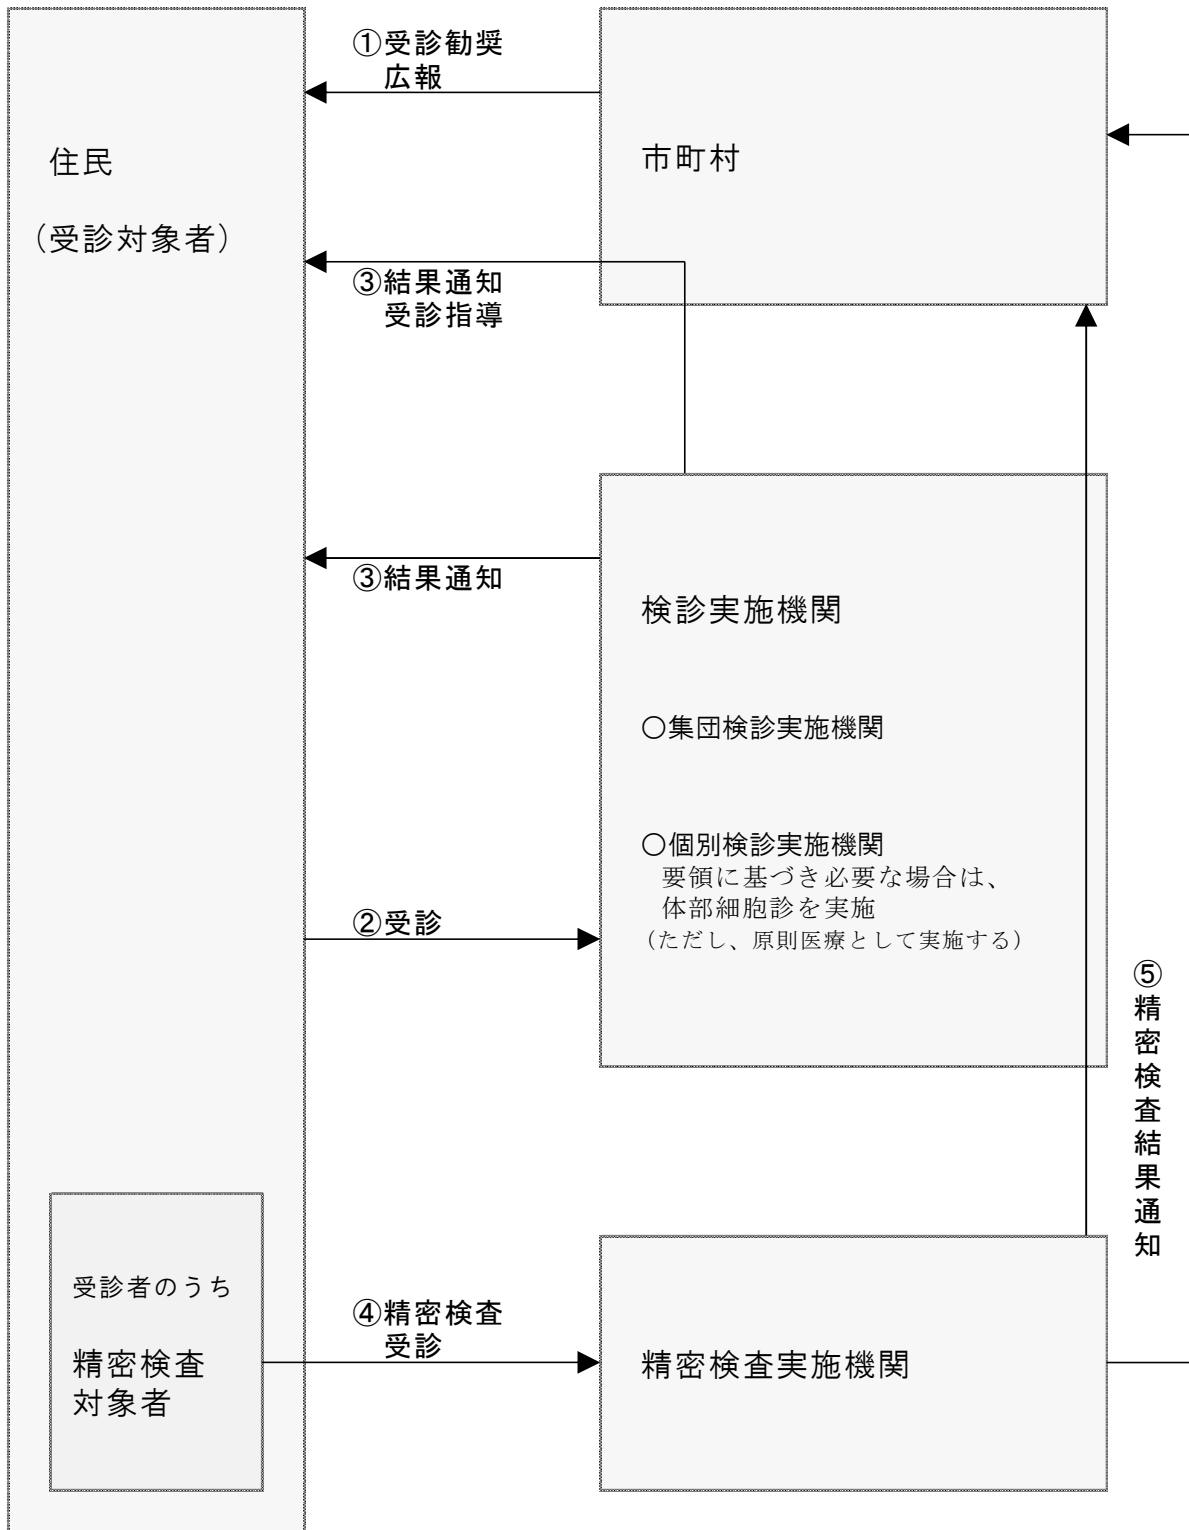 ①受診勧奨
広報
住民
（受診対象者）
市町村
③結果通知
受診指導
③結果通知
検診実施機関
〇集団検診実施機関
〇個別検診実施機関
要領に基づき必要な場合は、
体部細胞診を実施
（ただし、原則医療として実施する）
②受診
⑤精密検査結果通知
受診者のうち
精密検査
対象者
④精密検査
受診
精密検査実施機関